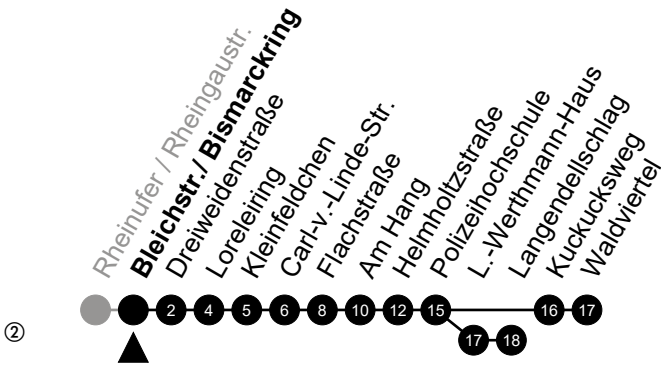 Rheinufer / Rheingaustr.
Bleichstr./ Bismarckring
Dreiweidenstraße
Loreleiring
Kleinfeldchen
Carl-v.-Linde-Str.
Flachstraße
Am Hang
Helmholtzstraße
Polizeihochschule
L.-Werthmann-Haus
Langendellschlag
Kuckucksweg
Waldviertel
2 4 5 6 8 10 12 15 16 17
17 18
②